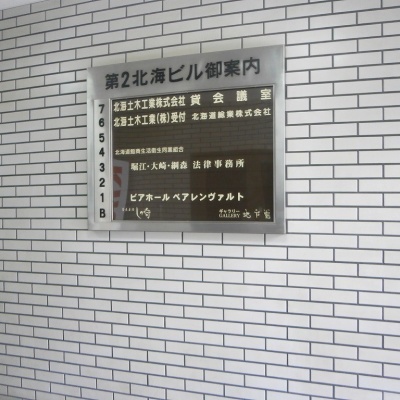 第2北海ビル御案内
7 北海土木工業株式会社 貸会議室
6 北海土木工業(株)受付 北海道輸業株式会社
5
4
3 堀江・大崎・綱森 法律事務所
2
1 ビアホール ベアレンヴァルト
B ギャラリー
GALLERY